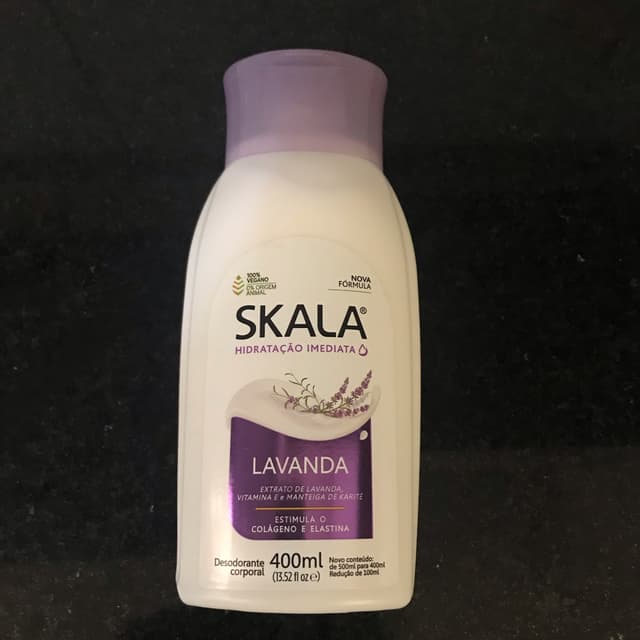 100%
VEGANO
0% ORIGEM
ANIMAL
NOVA
FÓRMULA
SKALA®
HIDRATAÇÃO IMEDIATA
LAVANDA
EXTRATO DE LAVANDA,
VITAMINA E e MANTEIGA DE KARITÉ
ESTIMULA O
COLÁGENO E ELASTINA
Desodorante
corporal
400ml
(13.52 fl oz ℮)
Novo conteúdo:
de 500ml para 400ml
Redução de 100ml